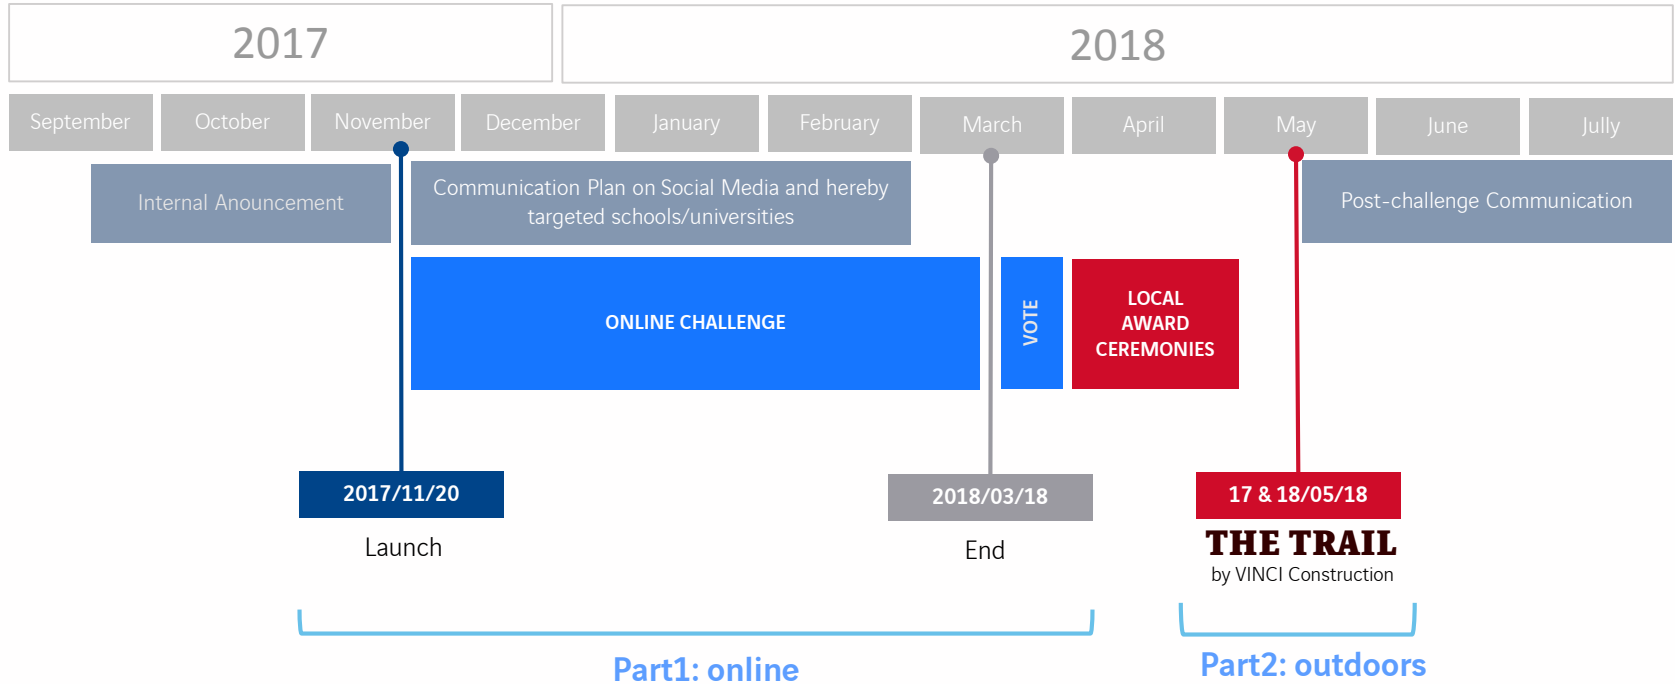 2017
2018
September
October
November
December
January
February
March
April
May
June
Jully
Internal Anouncement
Communication Plan on Social Media and hereby
targeted schools/universities
Post-challenge Communication
ONLINE CHALLENGE
VOTE
LOCAL
AWARD
CEREMONIES
2017/11/20
Launch
2018/03/18
End
17 & 18/05/18
THE TRAIL
by VINCI Construction
Part1: online
Part2: outdoors